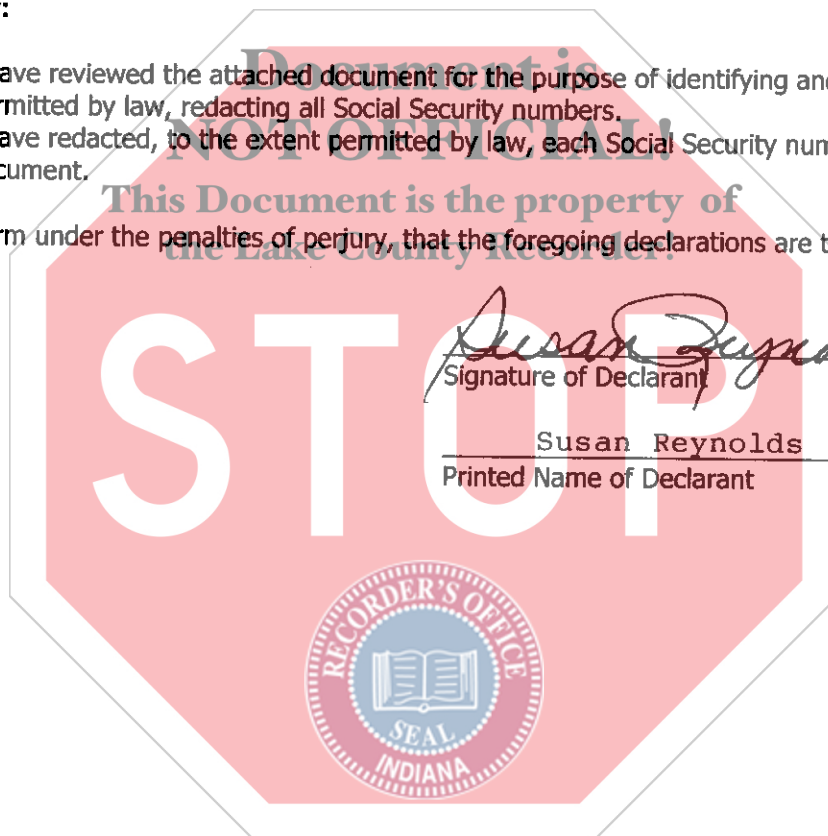 :
Document is
ave reviewed the attached document for the purpose of identifying and
rmitted by law, redacting all Social Security numbers.
NOT OFFICIAL!
ave redacted, to the extent permitted by law, each Social Security num
cument.
This Document is the property of
rm under the penalties of perjury, that the foregoing declarations are t
the Lake County Recorder!
STOP
Susan Reyno
Signature of Declarant
Susan Reynolds
Printed Name of Declarant
RECORDER'S OFFICE
SEAL
INDIANA